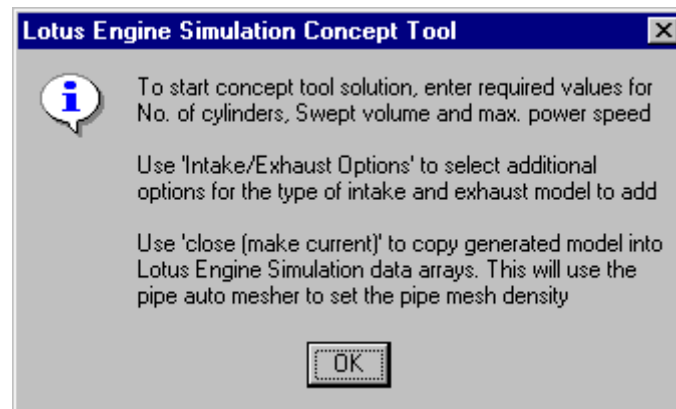 Lotus Engine Simulation Concept Tool
To start concept tool solution, enter required values for
No. of cylinders, Swept volume and max. power speed
Use 'Intake/Exhaust Options' to select additional
options for the type of intake and exhaust model to add
Use 'close (make current)' to copy generated model into
Lotus Engine Simulation data arrays. This will use the
pipe auto mesher to set the pipe mesh density
OK